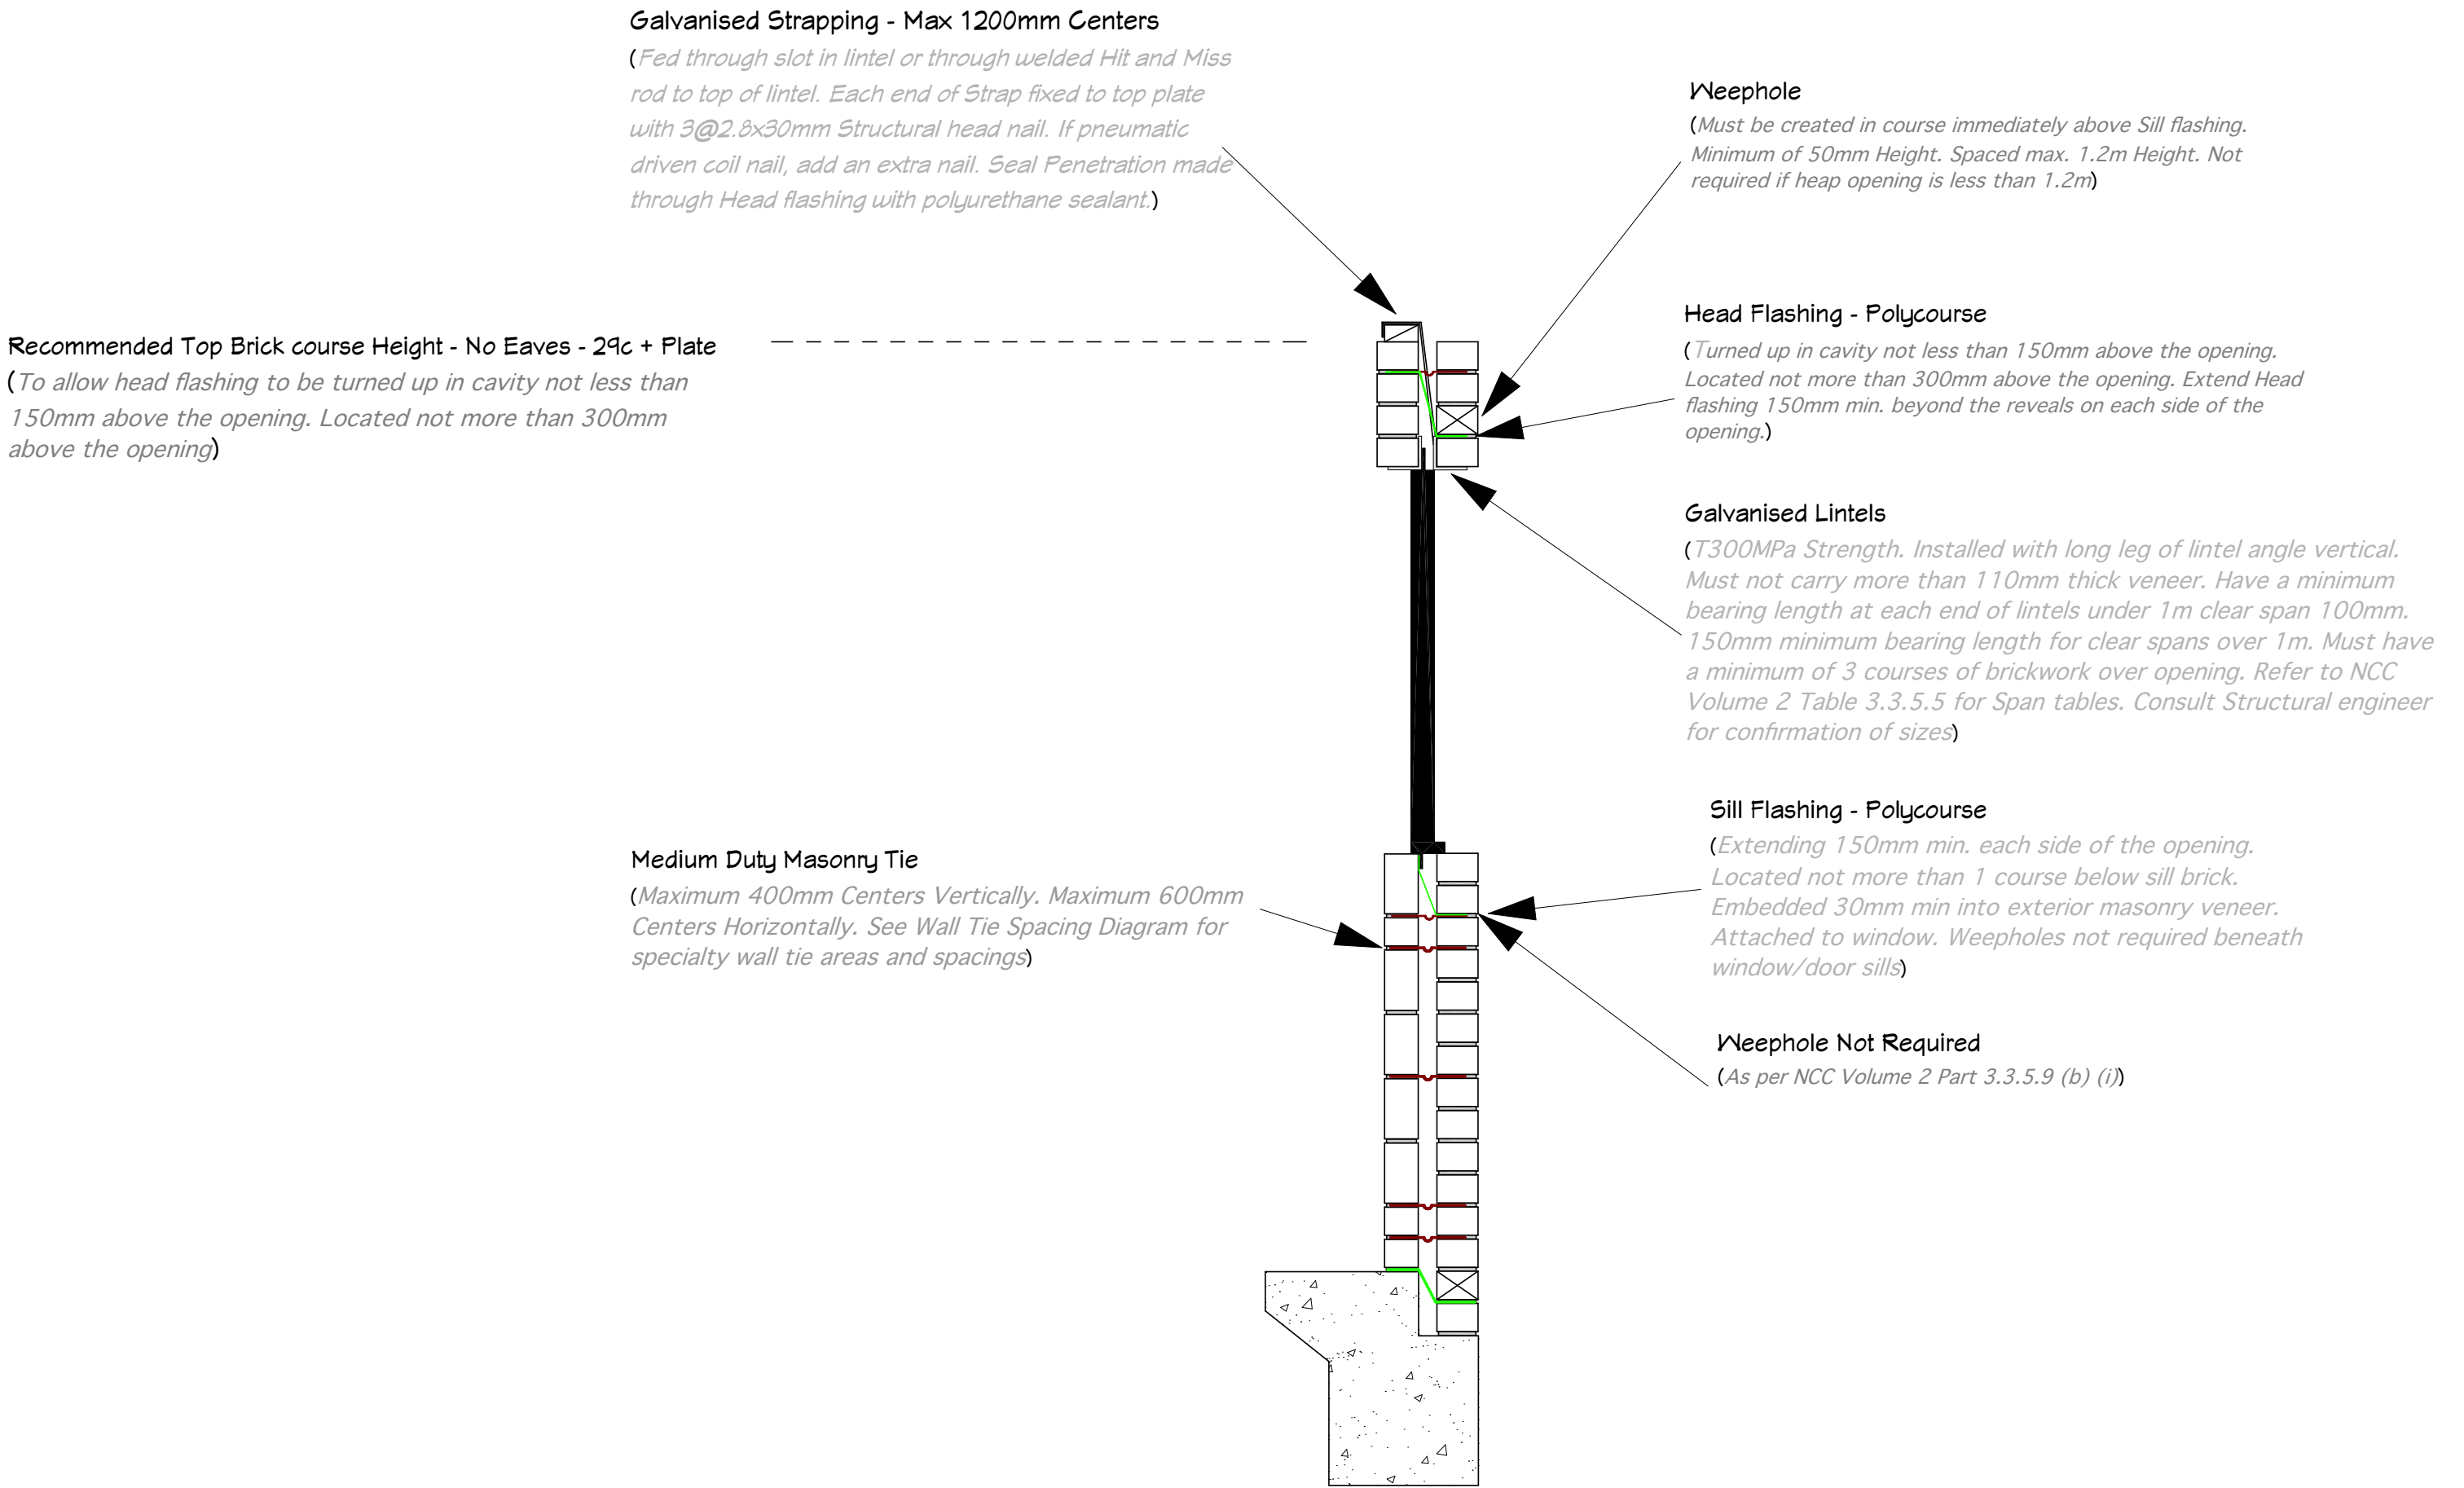 Galvanised Strapping - Max 1200mm Centers
(Fed through slot in lintel or through welded Hit and Miss
rod to top of lintel. Each end of Strap fixed to top plate
with 3@2.8x30mm Structural head nail. If pneumatic
driven coil nail, add an extra nail. Seal Penetration made
through Head flashing with polyurethane sealant.)
Weephole
(Must be created in course immediately above Sill flashing.
Minimum of 50mm Height. Spaced max. 1.2m Height. Not
required if heap opening is less than 1.2m)
Recommended Top Brick course Height - No Eaves - 29c + Plate
(To allow head flashing to be turned up in cavity not less than
150mm above the opening. Located not more than 300mm
above the opening)
Head Flashing - Polycourse
(Turned up in cavity not less than 150mm above the opening.
Located not more than 300mm above the opening. Extend Head
flashing 150mm min. beyond the reveals on each side of the
opening.)
Galvanised Lintels
(T300MPa Strength. Installed with long leg of lintel angle vertical.
Must not carry more than 110mm thick veneer. Have a minimum
bearing length at each end of lintels under 1m clear span 100mm.
150mm minimum bearing length for clear spans over 1m. Must have
a minimum of 3 courses of brickwork over opening. Refer to NCC
Volume 2 Table 3.3.5.5 for Span tables. Consult Structural engineer
for confirmation of sizes)
Medium Duty Masonry Tie
(Maximum 400mm Centers Vertically. Maximum 600mm
Centers Horizontally. See Wall Tie Spacing Diagram for
specialty wall tie areas and spacings)
Sill Flashing - Polycourse
(Extending 150mm min. each side of the opening.
Located not more than 1 course below sill brick.
Embedded 30mm min into exterior masonry veneer.
Attached to window. Weepholes not required beneath
window/door sills)
Weephole Not Required
(As per NCC Volume 2 Part 3.3.5.9 (b) (i))